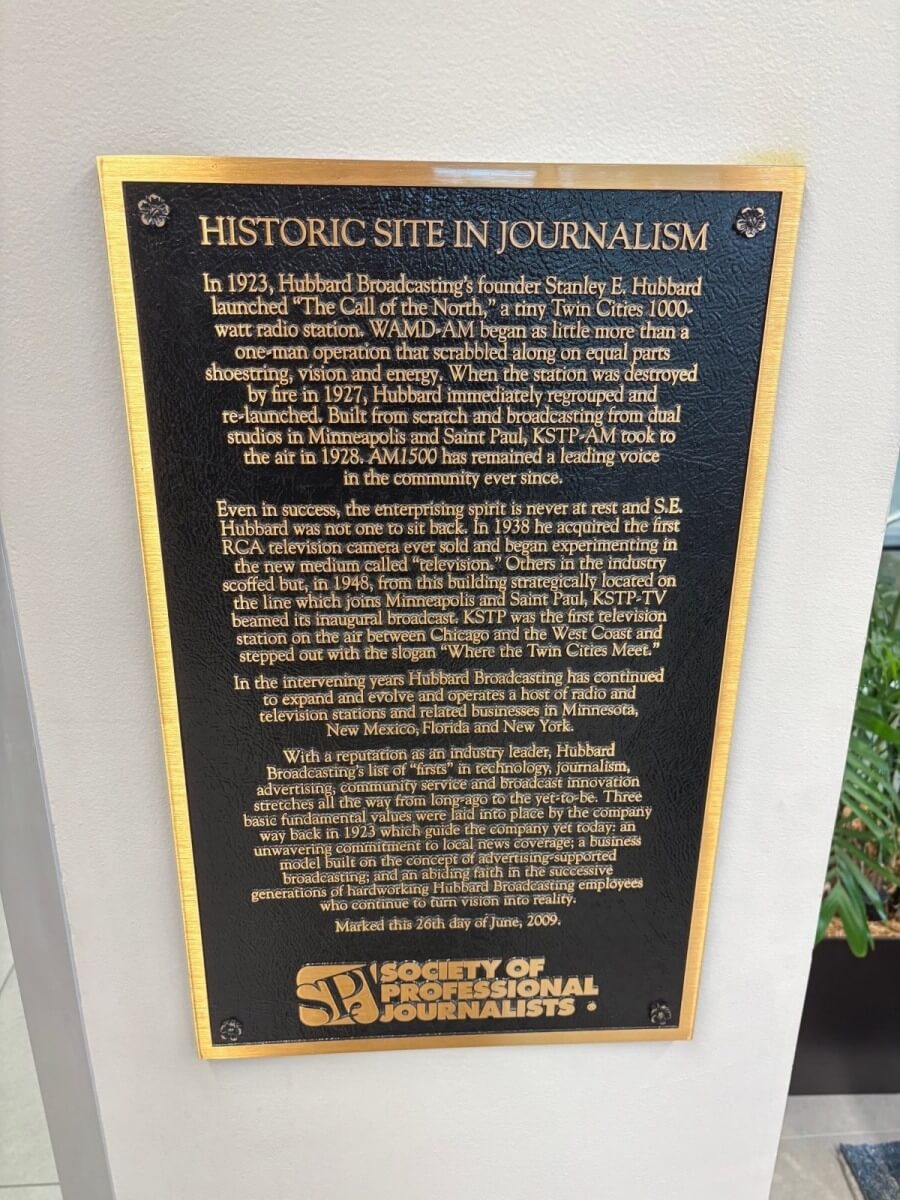 HISTORIC SITE IN JOURNALISM
In 1923, Hubbard Broadcasting's founder Stanley E. Hubbard
launched "The Call of the North," a tiny Twin Cities 1000-
watt radio station. WAMD-AM began as little more than a
one-man operation that scrabbled along on equal parts
shoestring, vision and energy. When the station was destroyed
by fire in 1927, Hubbard immediately regrouped and
re-launched. Built from scratch and broadcasting from dual
studios in Minneapolis and Saint Paul, KSTP-AM took to
the air in 1928. AM1500 has remained a leading voice
in the community ever since.
Even in success, the enterprising spirit is never at rest and S.E.
Hubbard was not one to sit back. In 1938 he acquired the first
RCA television camera ever sold and began experimenting in
the new medium called "television." Others in the industry
scoffed but, in 1948, from this building strategically located on
the line which joins Minneapolis and Saint Paul, KSTP-TV
beamed its inaugural broadcast. KSTP was the first television
station on the air between Chicago and the West Coast and
stepped out with the slogan "Where the Twin Cities Meet."
In the intervening years Hubbard Broadcasting has continued
to expand and evolve and operates a host of radio and
television stations and related businesses in Minnesota,
New Mexico, Florida and New York.
With a reputation as an industry leader, Hubbard
Broadcasting's list of "firsts" in technology, journalism,
advertising, community service and broadcast innovation
stretches all the way from long-ago to the yet-to-be. Three
basic fundamental values were laid into place by the company
way back in 1923 which guide the company yet today: an
unwavering commitment to local news coverage; a business
model built on the concept of advertising-supported
broadcasting; and an abiding faith in the successive
generations of hardworking Hubbard Broadcasting employees
who continue to turn vision into reality.
Marked this 26th day of June, 2009.
SPJ SOCIETY OF
PROFESSIONAL
JOURNALISTS